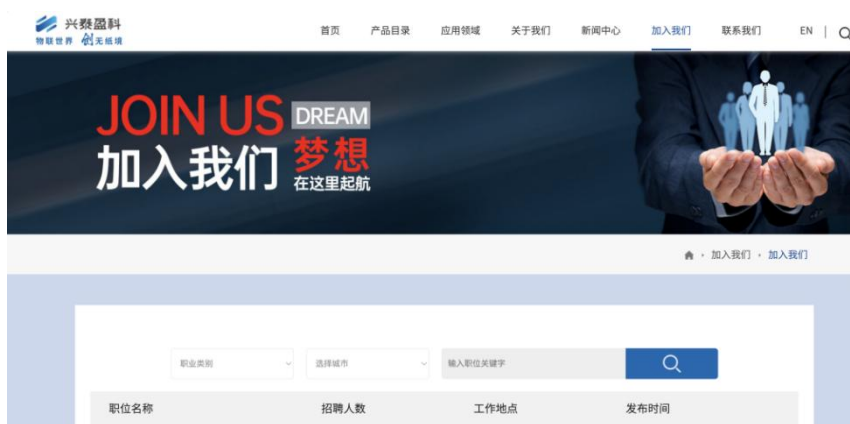 兴泰盈科
物联世界 创无纸境
首页 产品目录 应用领域 关于我们 新闻中心 加入我们 联系我们 EN |
JOIN US DREAM
加入我们 梦想
在这里起航
加入我们 › 加入我们
职业类别 选择城市 输入职位关键字
职位名称 招聘人数 工作地点 发布时间